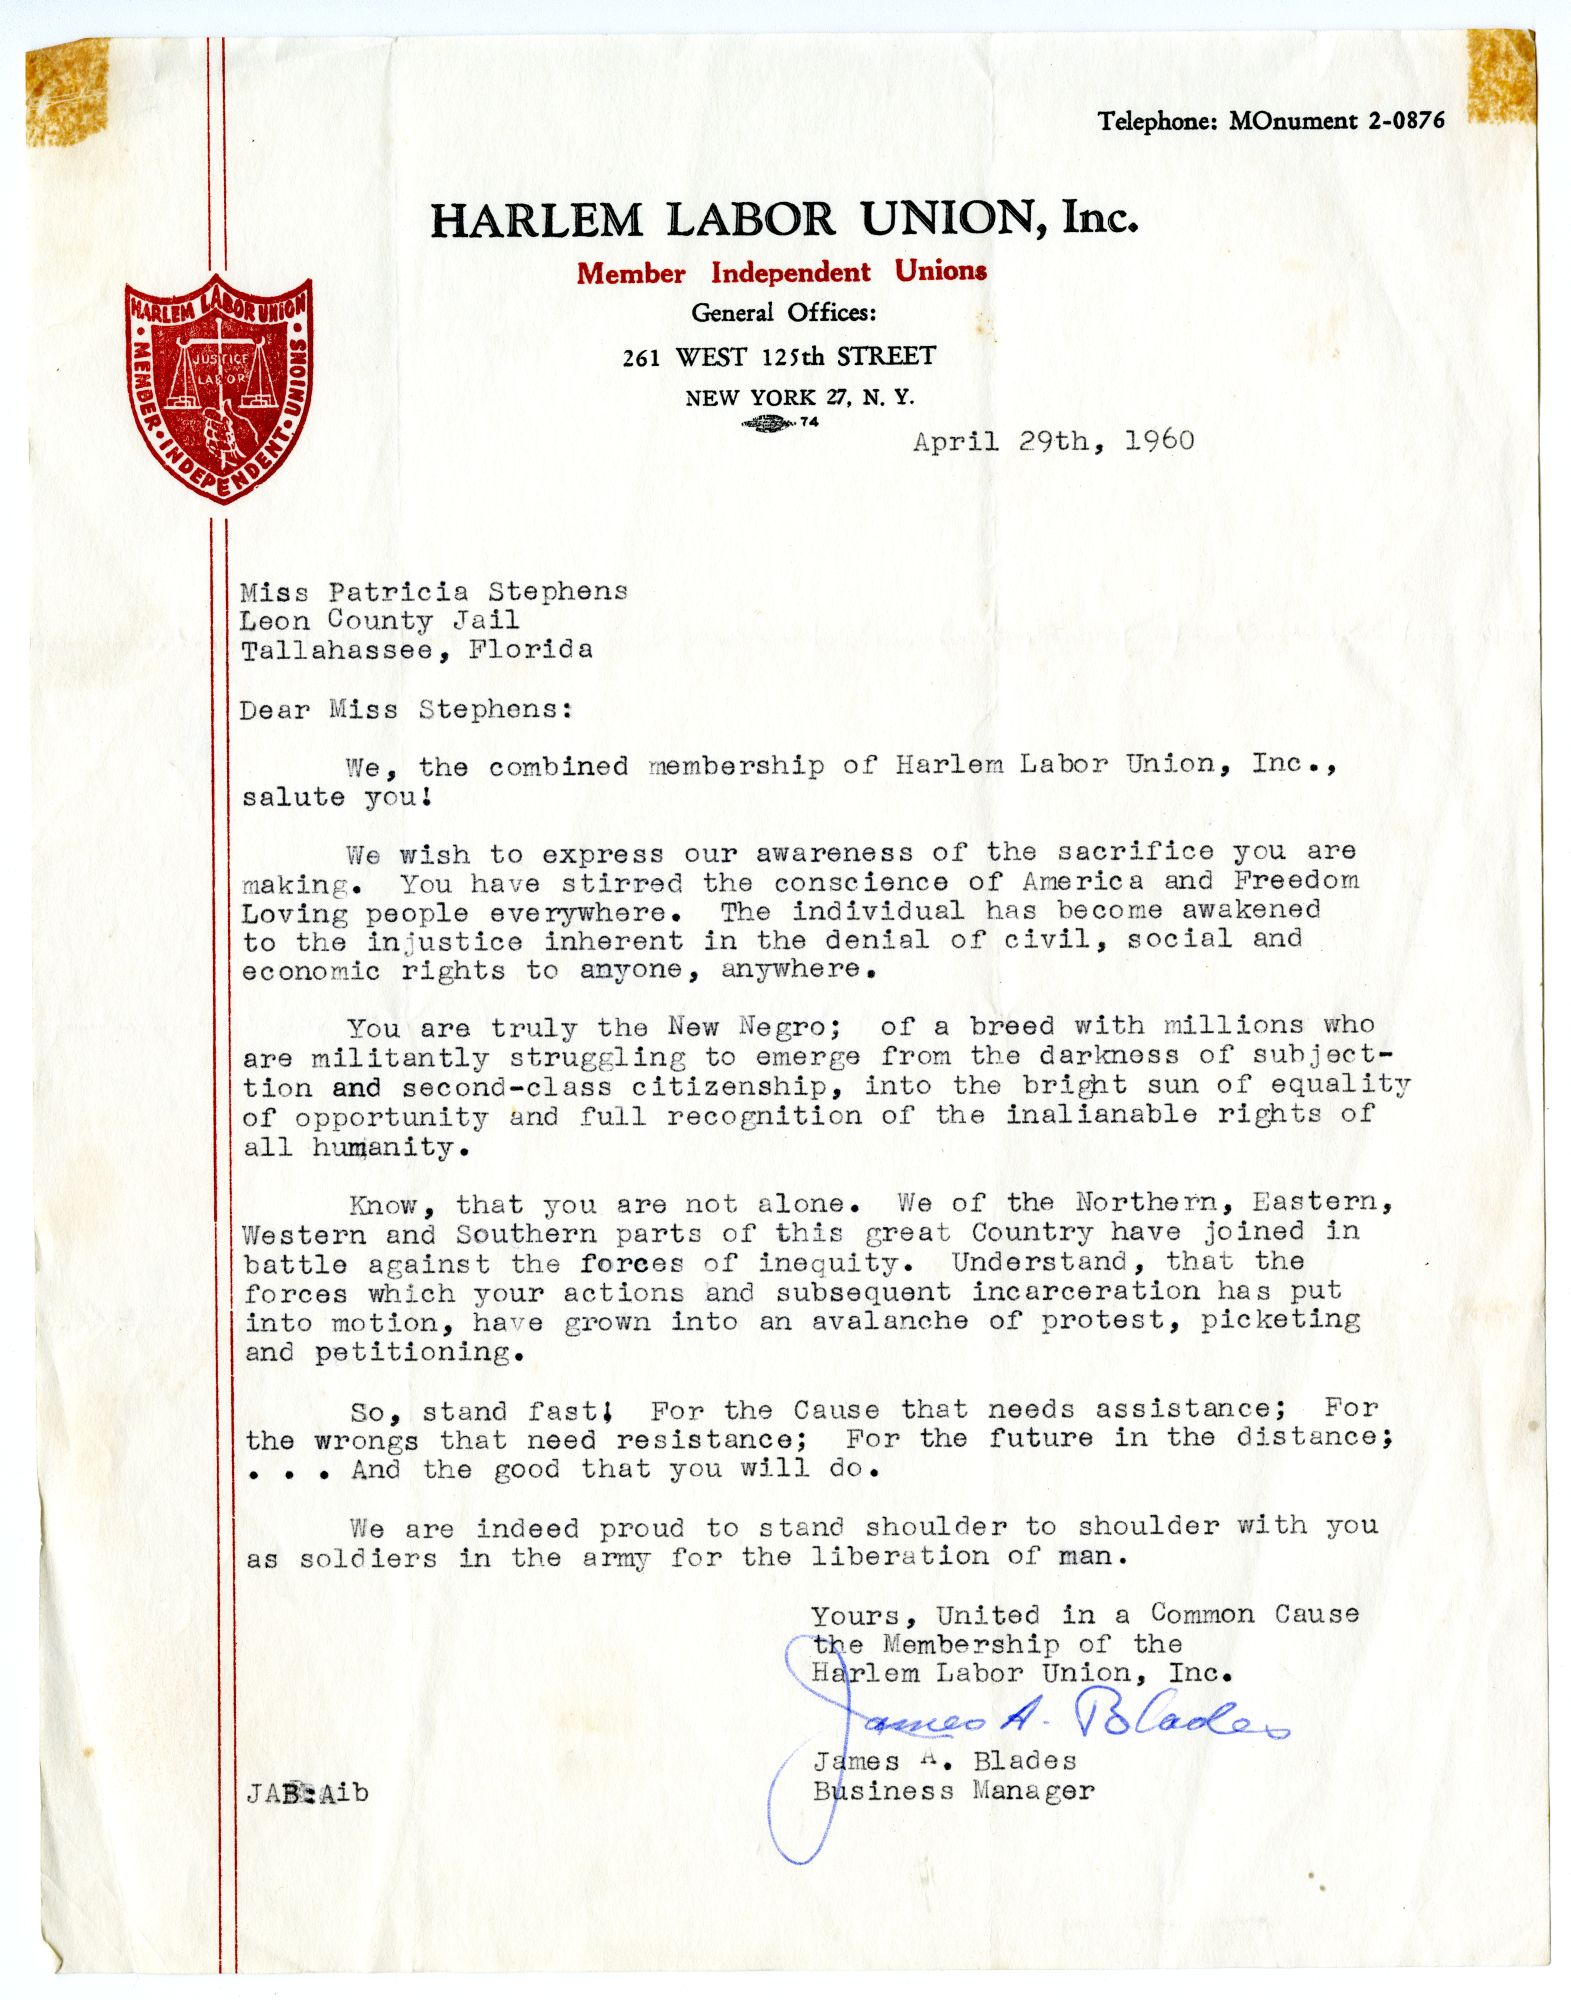 Telephone: MOnument 2-0876
HARLEM LABOR UNION, Inc.
Member Independent Unions
General Offices:
261 WEST 125th STREET
NEW YORK 27, N. Y.
74
HARLEM LABOR UNION
MEMBER • INDEPENDENT • UNIONS
JUSTICE
LABOR
April 29th, 1960
Miss Patricia Stephens
Leon County Jail
Tallahassee, Florida
Dear Miss Stephens:
We, the combined membership of Harlem Labor Union, Inc.,
salute you!
We wish to express our awareness of the sacrifice you are
making. You have stirred the conscience of America and Freedom
Loving people everywhere. The individual has become awakened
to the injustice inherent in the denial of civil, social and
economic rights to anyone, anywhere.
You are truly the New Negro; of a breed with millions who
are militantly struggling to emerge from the darkness of subject-
tion and second-class citizenship, into the bright sun of equality
of opportunity and full recognition of the inalianable rights of
all humanity.
Know, that you are not alone. We of the Northern, Eastern,
Western and Southern parts of this great Country have joined in
battle against the forces of inequity. Understand, that the
forces which your actions and subsequent incarceration has put
into motion, have grown into an avalanche of protest, picketing
and petitioning.
So, stand fast! For the Cause that needs assistance; For
the wrongs that need resistance; For the future in the distance;
. . . And the good that you will do.
We are indeed proud to stand shoulder to shoulder with you
as soldiers in the army for the liberation of man.
Yours, United in a Common Cause
the Membership of the
Harlem Labor Union, Inc.
James A. Blades
James A. Blades
Business Manager
JAB:Aib